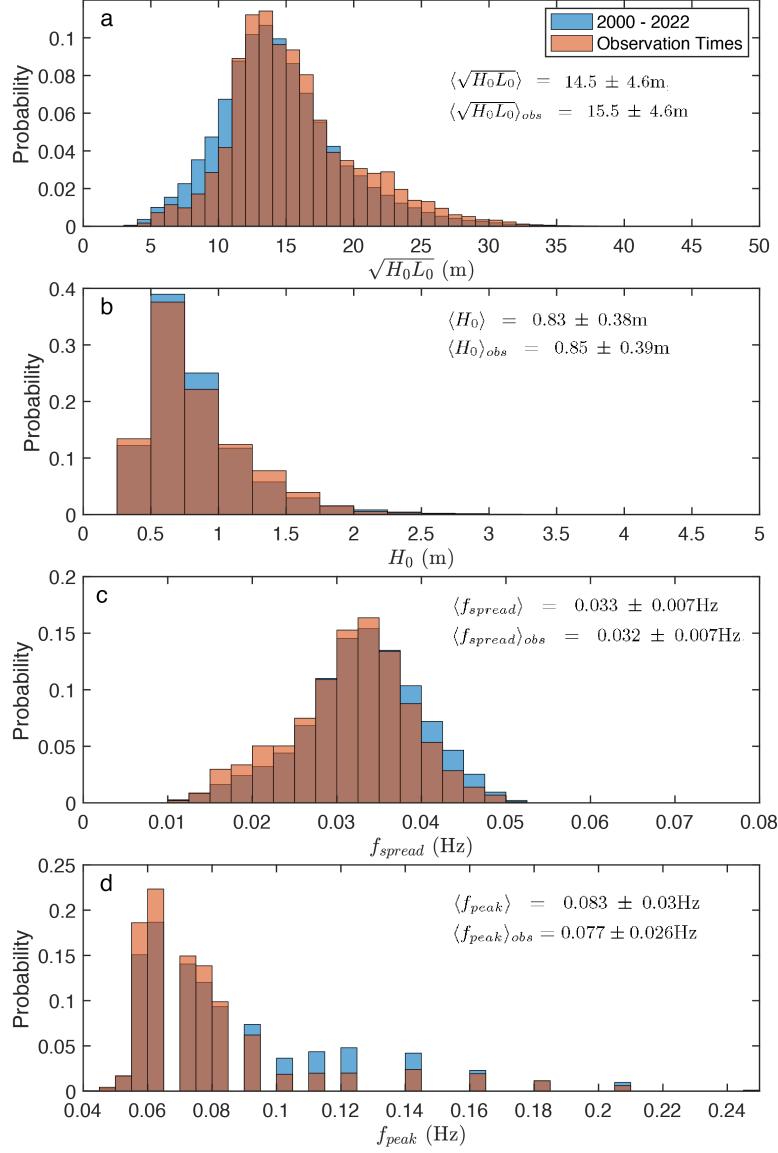 a
2000 - 2022
Observation Times
⟨√H₀L₀⟩ = 14.5 ± 4.6m
⟨√H₀L₀⟩obs = 15.5 ± 4.6m
Probability
0.1
0.08
0.06
0.04
0.02
0
0 5 10 15 20 25 30 35 40 45 50
√H₀L₀ (m)
b
⟨H₀⟩ = 0.83 ± 0.38m
⟨H₀⟩obs = 0.85 ± 0.39m
Probability
0.4
0.3
0.2
0.1
0
0 0.5 1 1.5 2 2.5 3 3.5 4 4.5 5
H₀ (m)
c
⟨fspread⟩ = 0.033 ± 0.007Hz
⟨fspread⟩obs = 0.032 ± 0.007Hz
Probability
0.2
0.15
0.1
0.05
0
0 0.01 0.02 0.03 0.04 0.05 0.06 0.07 0.08
fspread (Hz)
d
⟨fpeak⟩ = 0.083 ± 0.03Hz
⟨fpeak⟩obs = 0.077 ± 0.026Hz
Probability
0.25
0.2
0.15
0.1
0.05
0
0.04 0.06 0.08 0.1 0.12 0.14 0.16 0.18 0.2 0.22 0.24
fpeak (Hz)